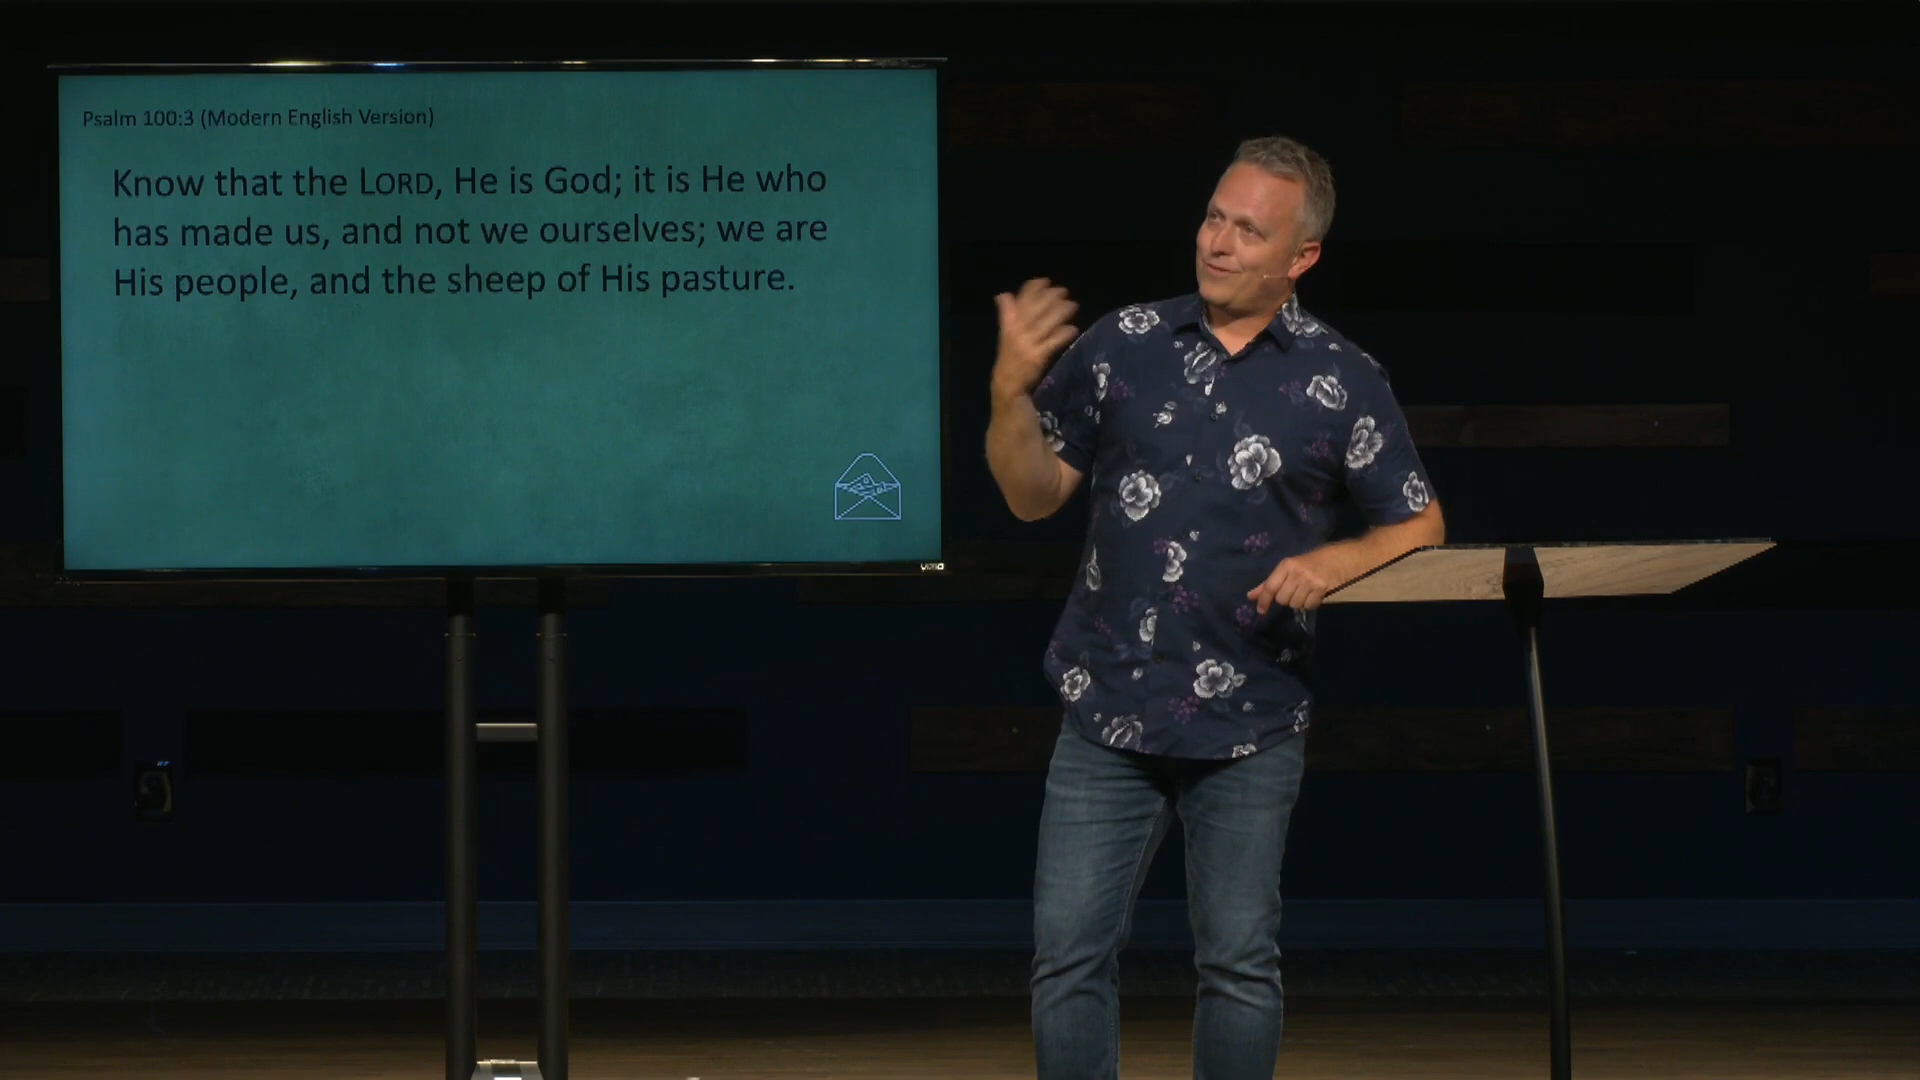 Psalm 100:3 (Modern English Version)
Know that the LORD, He is God; it is He who
has made us, and not we ourselves; we are
His people, and the sheep of His pasture.
VIZIO